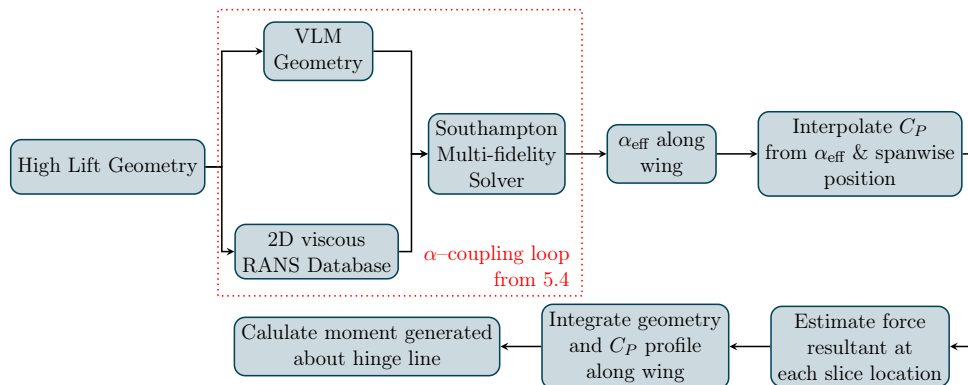 High Lift Geometry
VLM
Geometry
2D viscous
RANS Database
Southampton
Multi-fidelity
Solver
α–coupling loop
from 5.4
α_eff along
wing
Interpolate C_P
from α_eff & spanwise
position
Estimate force
resultant at
each slice location
Integrate geometry
and C_P profile
along wing
Calulate moment generated
about hinge line